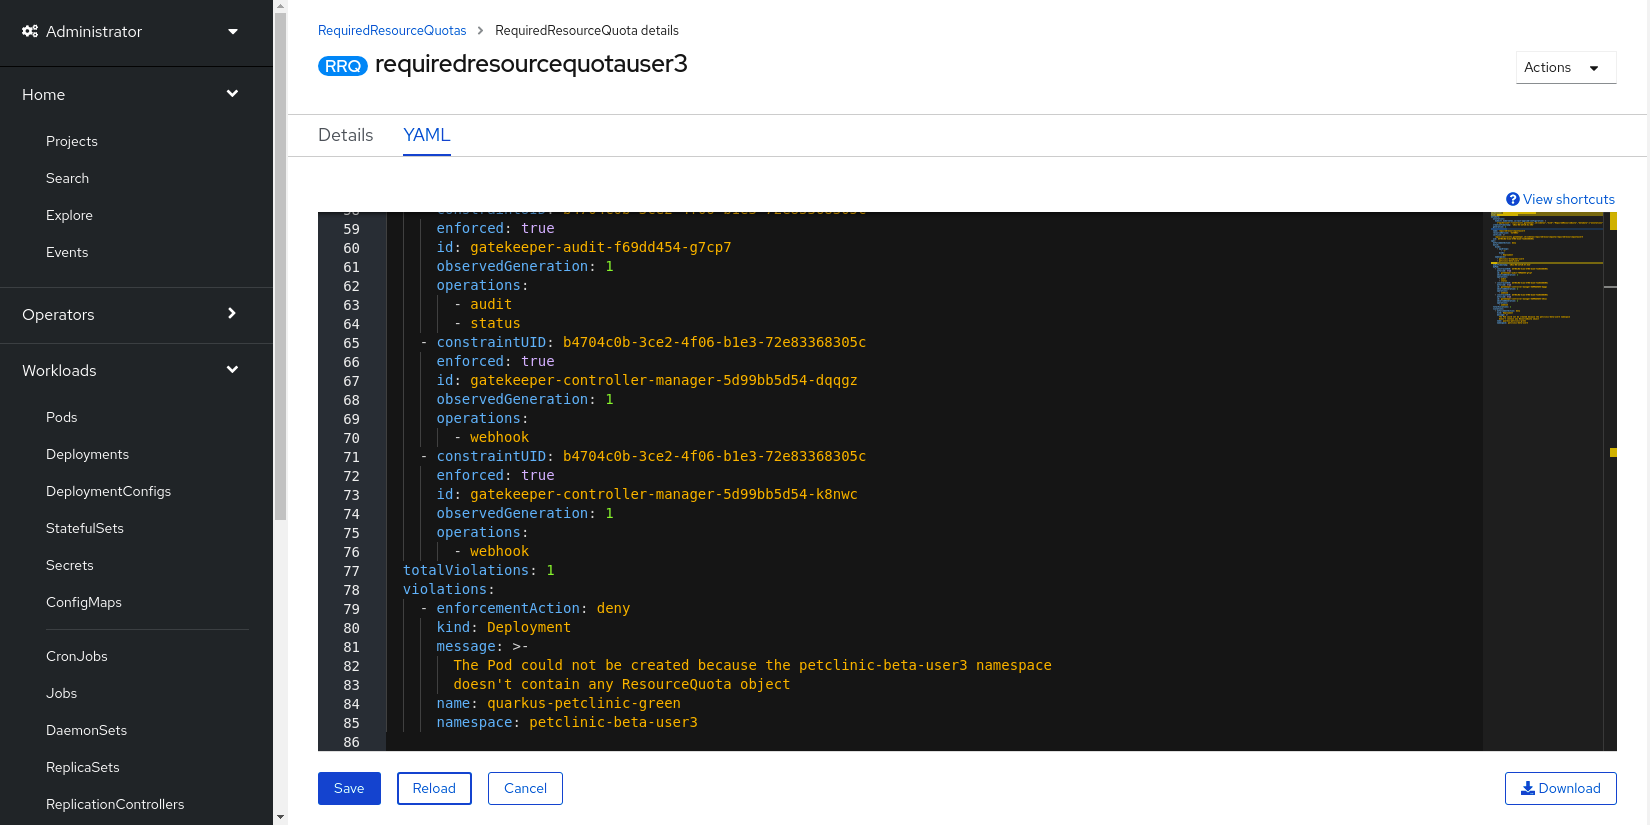 Administrator
Home
Projects
Search
Explore
Events
Operators
Workloads
Pods
Deployments
DeploymentConfigs
StatefulSets
Secrets
ConfigMaps
CronJobs
Jobs
DaemonSets
ReplicaSets
ReplicationControllers
RequiredResourceQuotas > RequiredResourceQuota details
RRQ requiredresourcequotauser3
Actions
Details YAML
View shortcuts
59 enforced: true
60 id: gatekeeper-audit-f69dd454-g7cp7
61 observedGeneration: 1
62 operations:
63 - audit
64 - status
65 - constraintUID: b4704c0b-3ce2-4f06-b1e3-72e83368305c
66 enforced: true
67 id: gatekeeper-controller-manager-5d99bb5d54-dqqgz
68 observedGeneration: 1
69 operations:
70 - webhook
71 - constraintUID: b4704c0b-3ce2-4f06-b1e3-72e83368305c
72 enforced: true
73 id: gatekeeper-controller-manager-5d99bb5d54-k8nwc
74 observedGeneration: 1
75 operations:
76 - webhook
77 totalViolations: 1
78 violations:
79 - enforcementAction: deny
80 kind: Deployment
81 message: >-
82 The Pod could not be created because the petclinic-beta-user3 namespace
83 doesn't contain any ResourceQuota object
84 name: quarkus-petclinic-green
85 namespace: petclinic-beta-user3
86
Save Reload Cancel Download